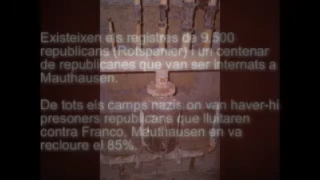 Existeixen els registres de 9.500
republicans (Rotspanier) i un centenar
de republicanes que van ser internats a
Mauthausen.
De tots els camps nazis on van haver-hi
presoners republicans que lluitaren
contra Franco, Mauthausen en va
recloure el 85%.